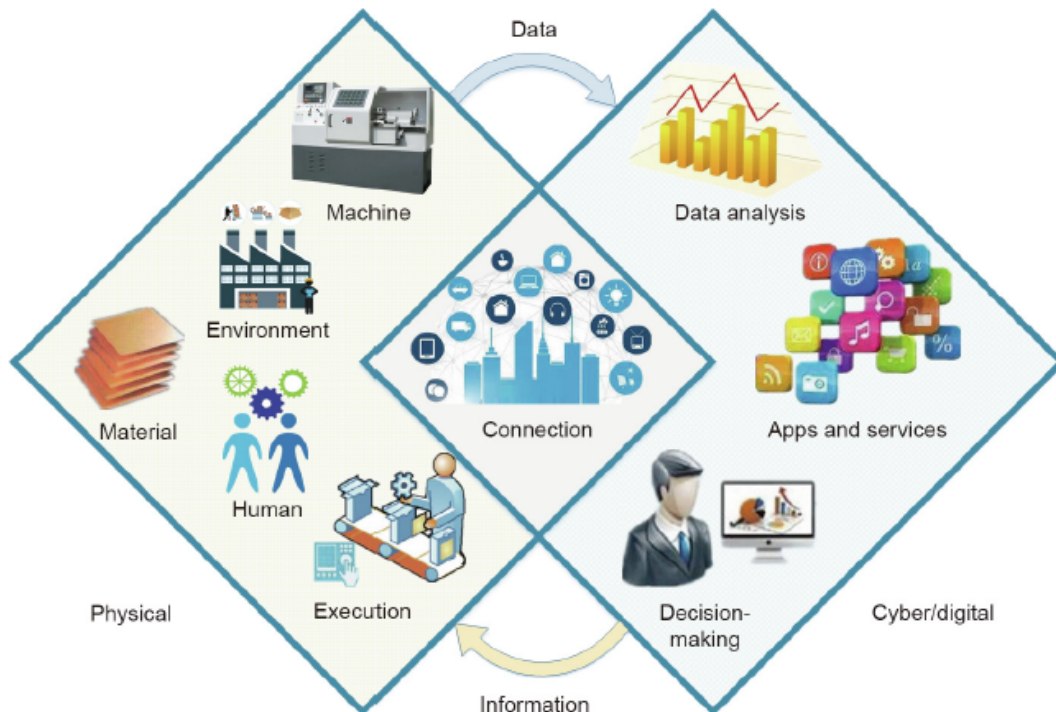 Data
Machine
Data analysis
Environment
Material
Connection
Apps and services
Human
Physical
Execution
Decision-
making
Cyber/digital
Information